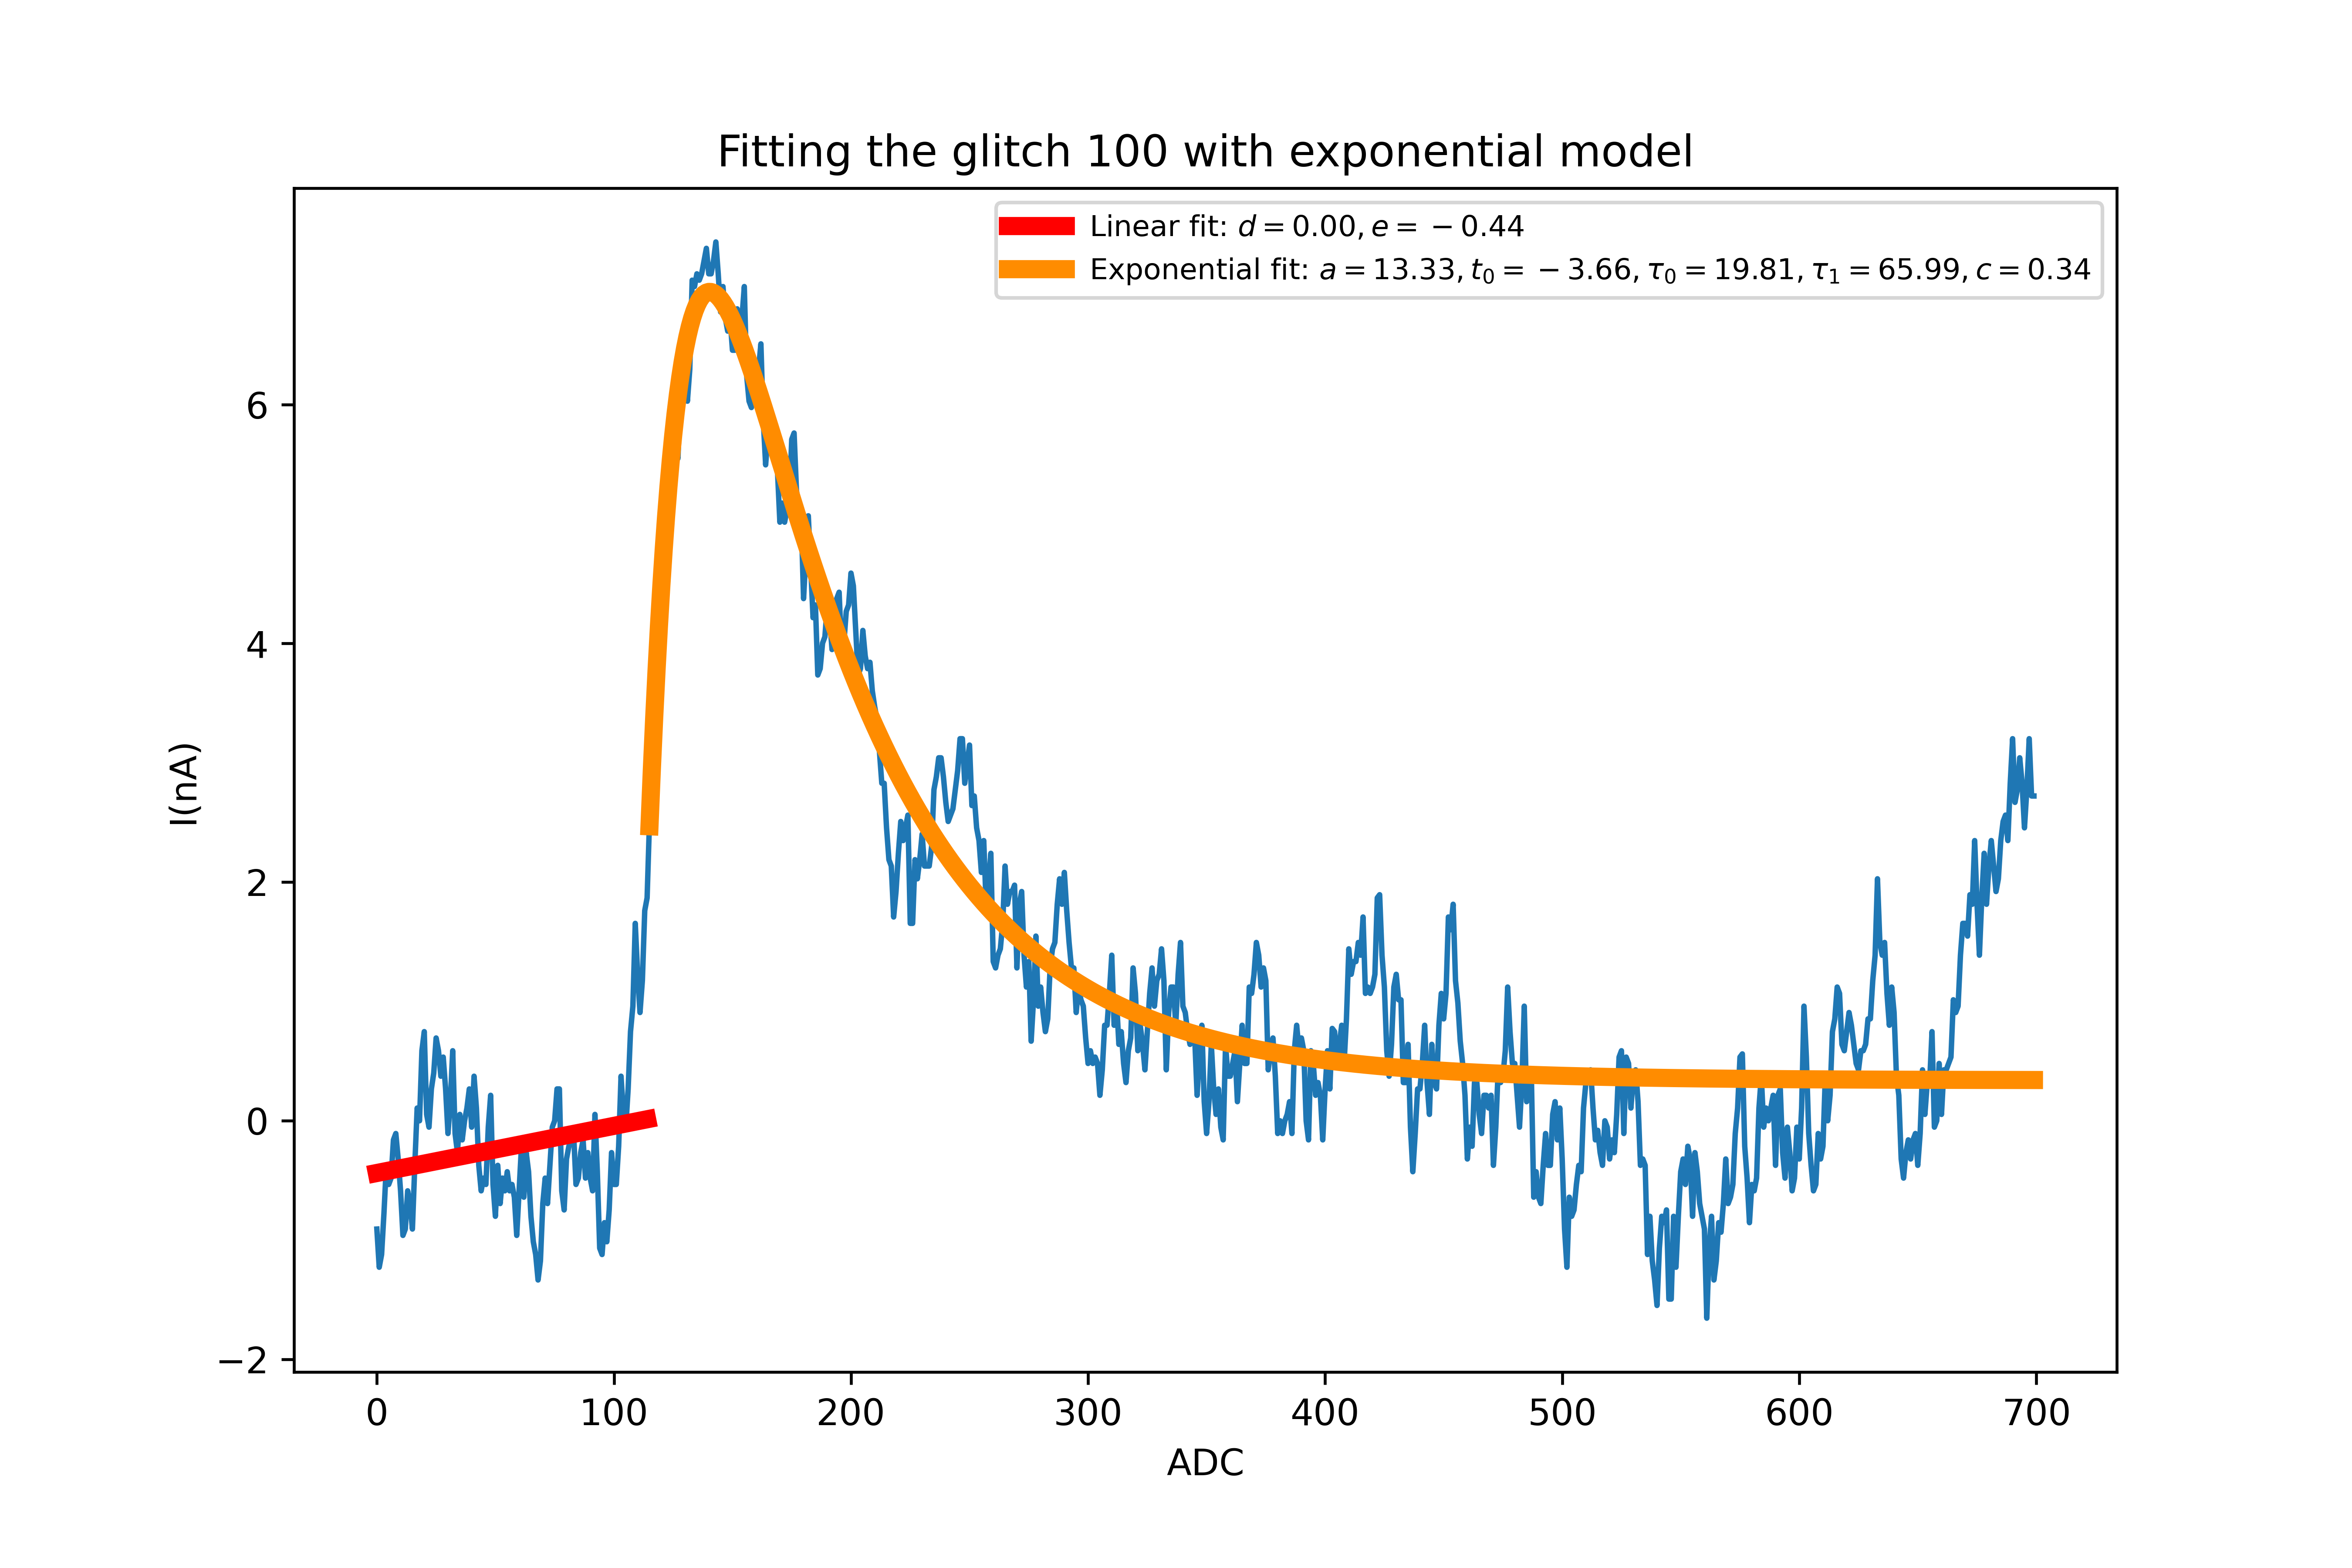 Fitting the glitch 100 with exponential model
Linear fit: d = 0.00, e = −0.44
Exponential fit: a = 13.33, t₀ = −3.66, τ₀ = 19.81, τ₁ = 65.99, c = 0.34
I(nA)
6
4
2
0
−2
0 100 200 300 400 500 600 700
ADC